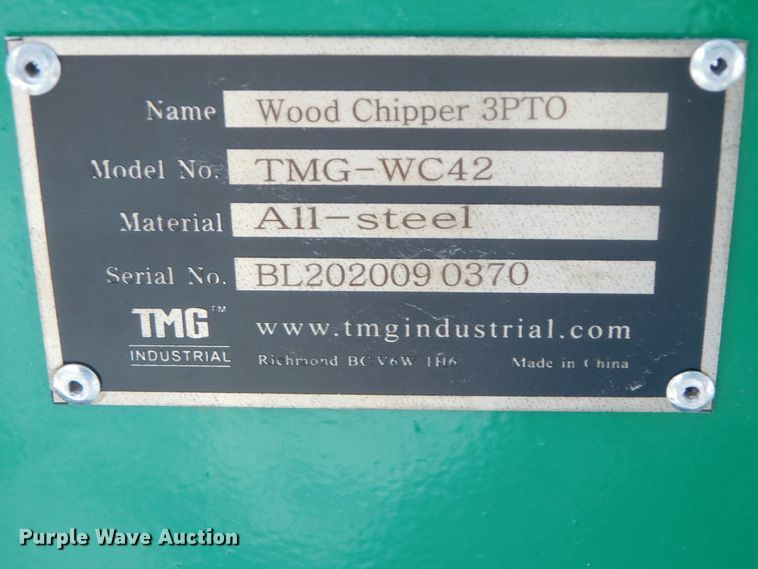 Name Wood Chipper 3PTO
Model No. TMG-WC42
Material All-steel
Serial No. BL202009 0370
TMG™ www.tmgindustrial.com
INDUSTRIAL Richmond BC V6W 1H6 Made in China
Purple Wave Auction